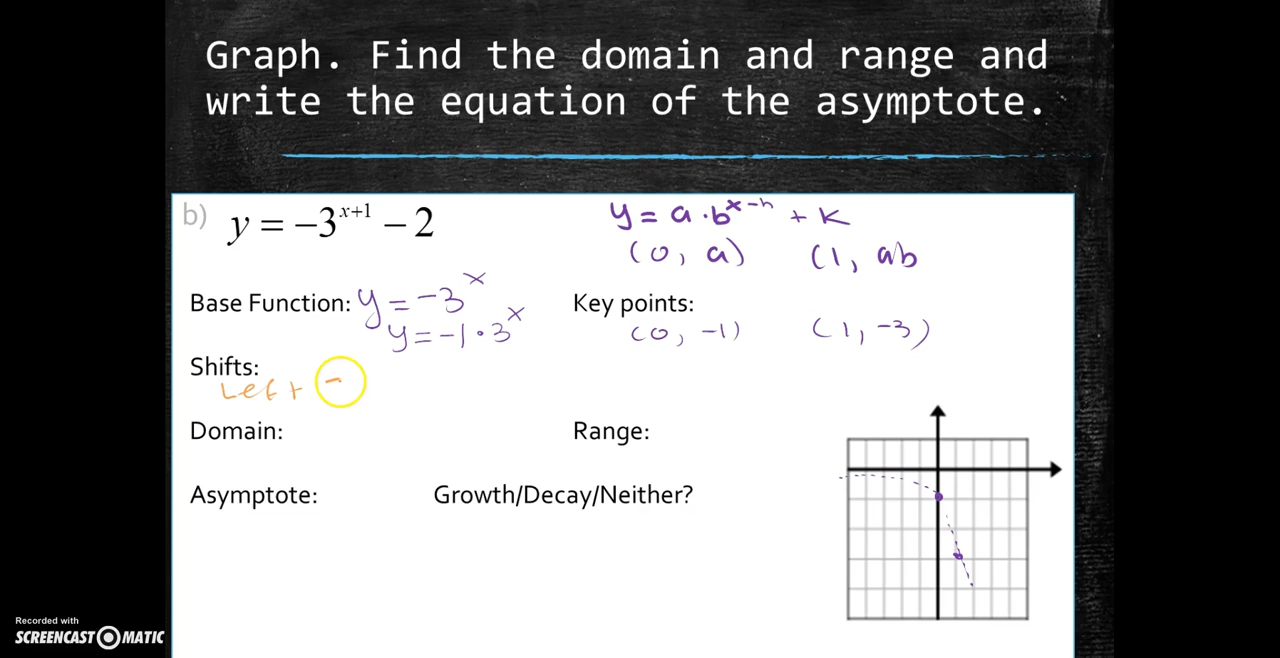 Graph. Find the domain and range and
write the equation of the asymptote.
b) y = −3^{x+1} − 2
y = a · b^{x−h} + k
(0, a) (1, ab
Base Function: y = −3^x
Key points:
y = −1 · 3^x
(0, −1) (1, −3)
Shifts:
Left
Domain: Range:
Asymptote: Growth/Decay/Neither?
Recorded with
SCREENCAST O MATIC